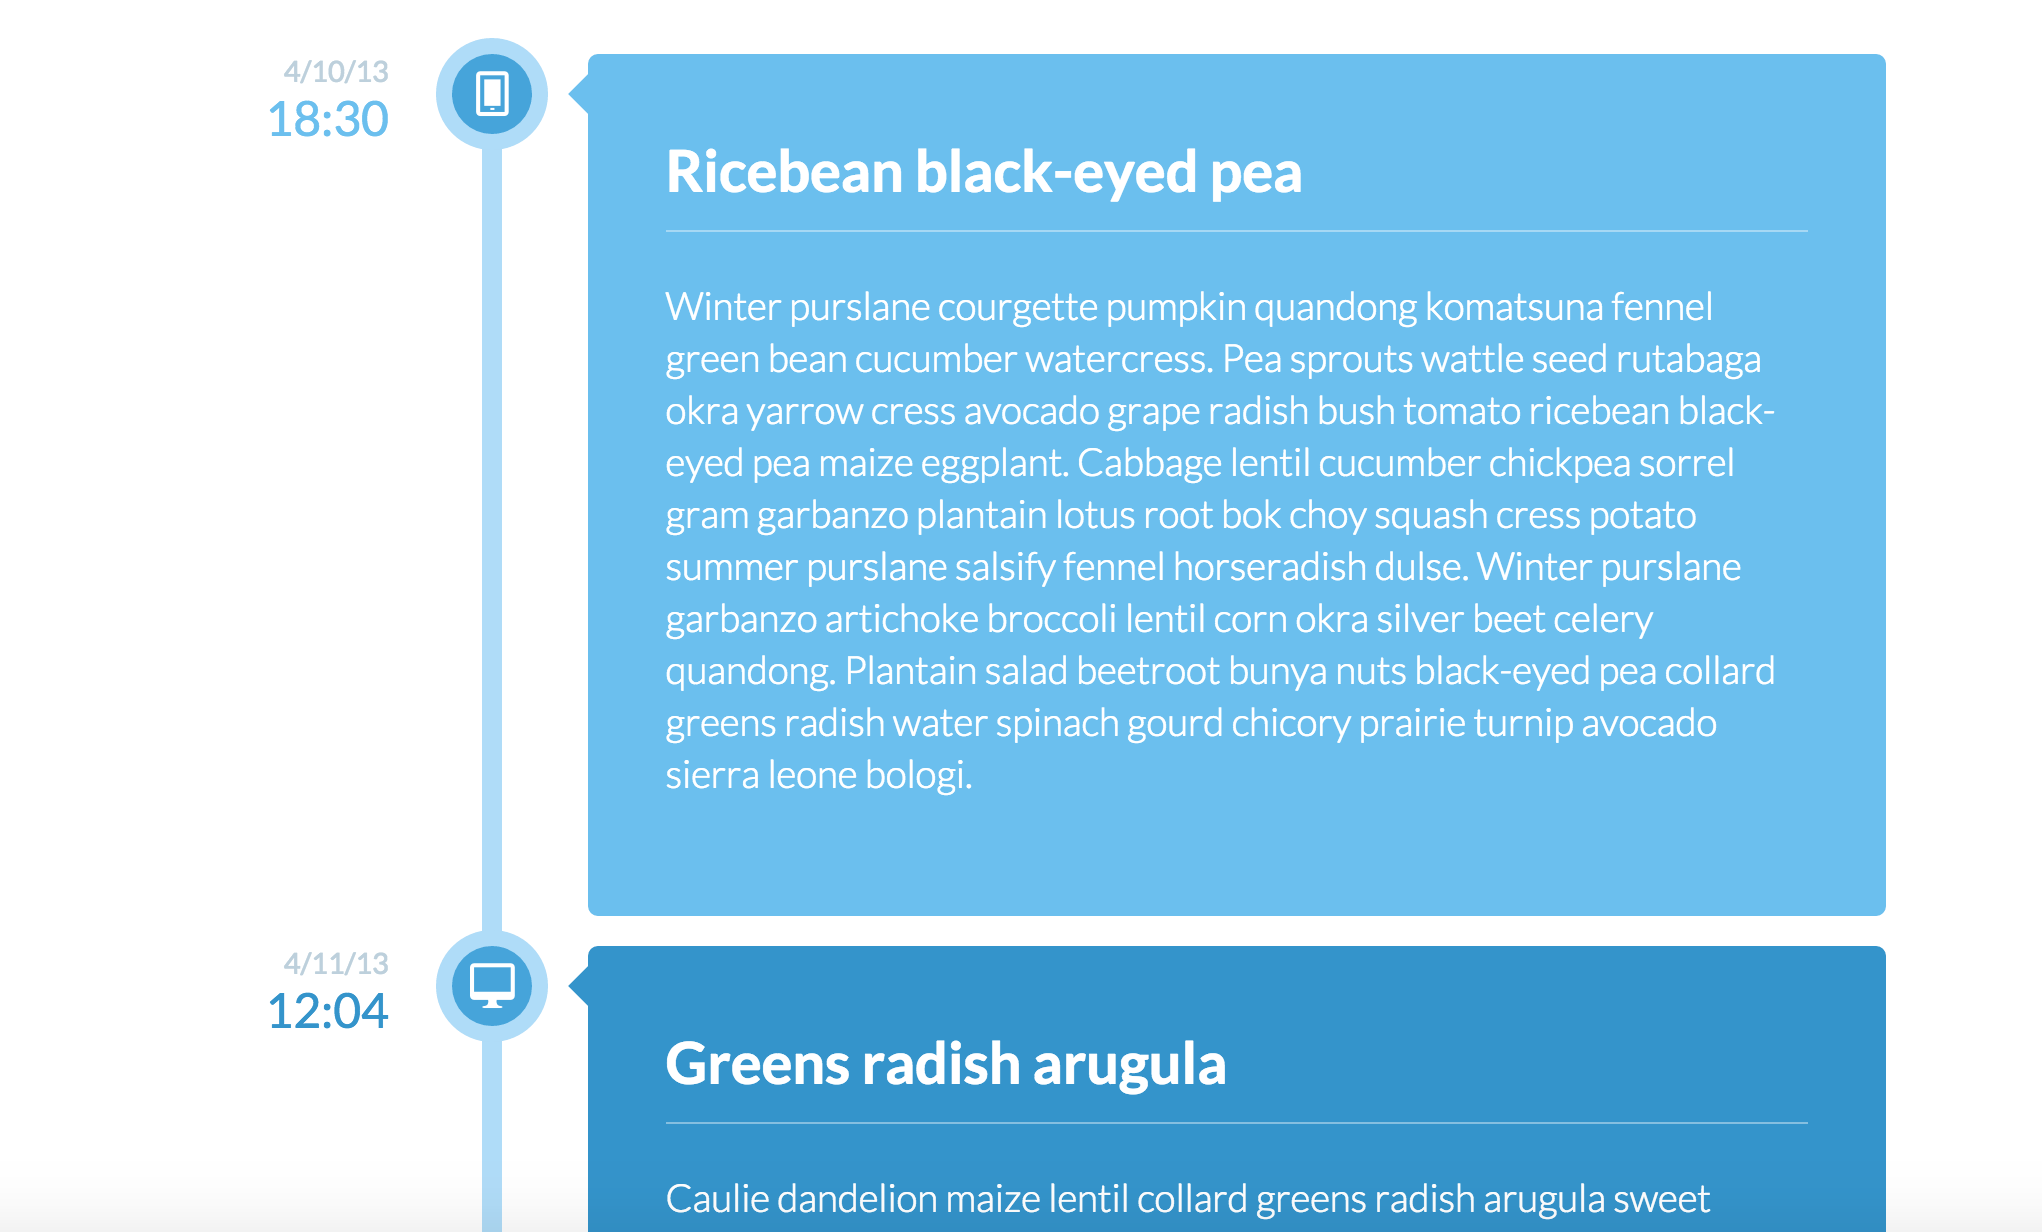 4/10/13
18:30
Ricebean black-eyed pea
Winter purslane courgette pumpkin quandong komatsuna fennel
green bean cucumber watercress. Pea sprouts wattle seed rutabaga
okra yarrow cress avocado grape radish bush tomato ricebean black-
eyed pea maize eggplant. Cabbage lentil cucumber chickpea sorrel
gram garbanzo plantain lotus root bok choy squash cress potato
summer purslane salsify fennel horseradish dulse. Winter purslane
garbanzo artichoke broccoli lentil corn okra silver beet celery
quandong. Plantain salad beetroot bunya nuts black-eyed pea collard
greens radish water spinach gourd chicory prairie turnip avocado
sierra leone bologi.
4/11/13
12:04
Greens radish arugula
Caulie dandelion maize lentil collard greens radish arugula sweet